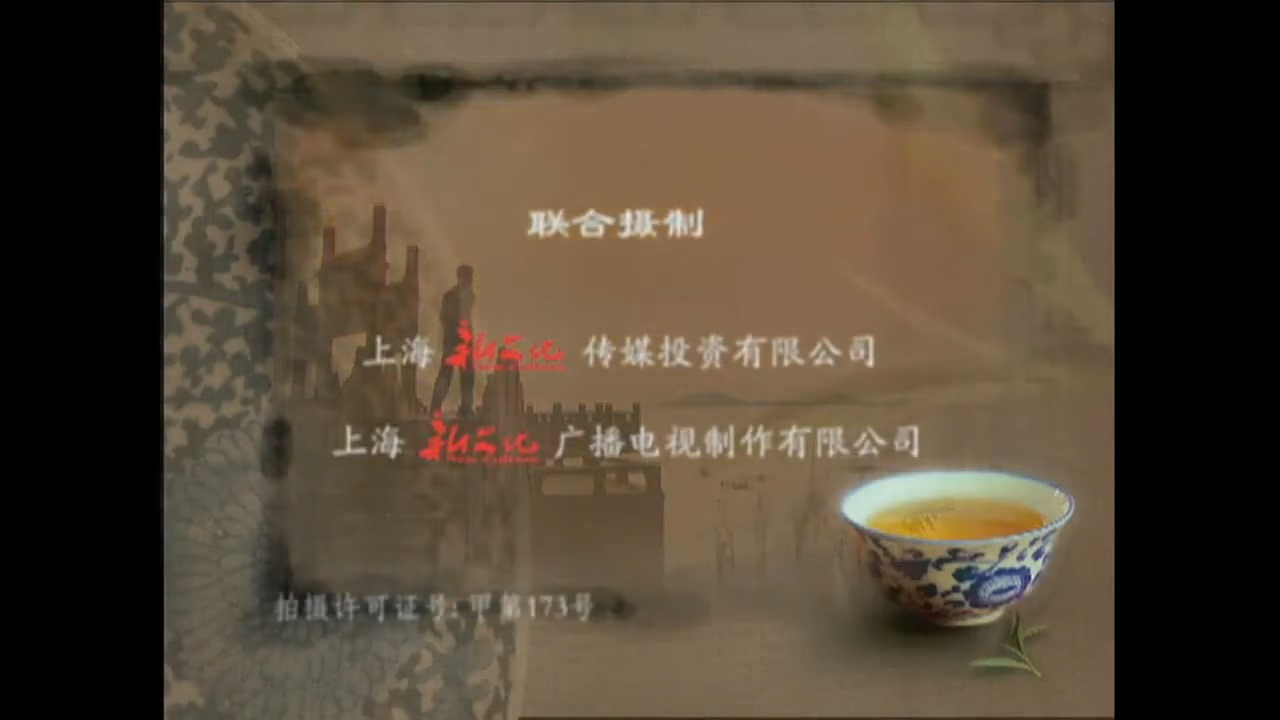 联合摄制
上海 新文化 传媒投资有限公司
上海 新文化 广播电视制作有限公司
拍摄许可证号: 甲第173号